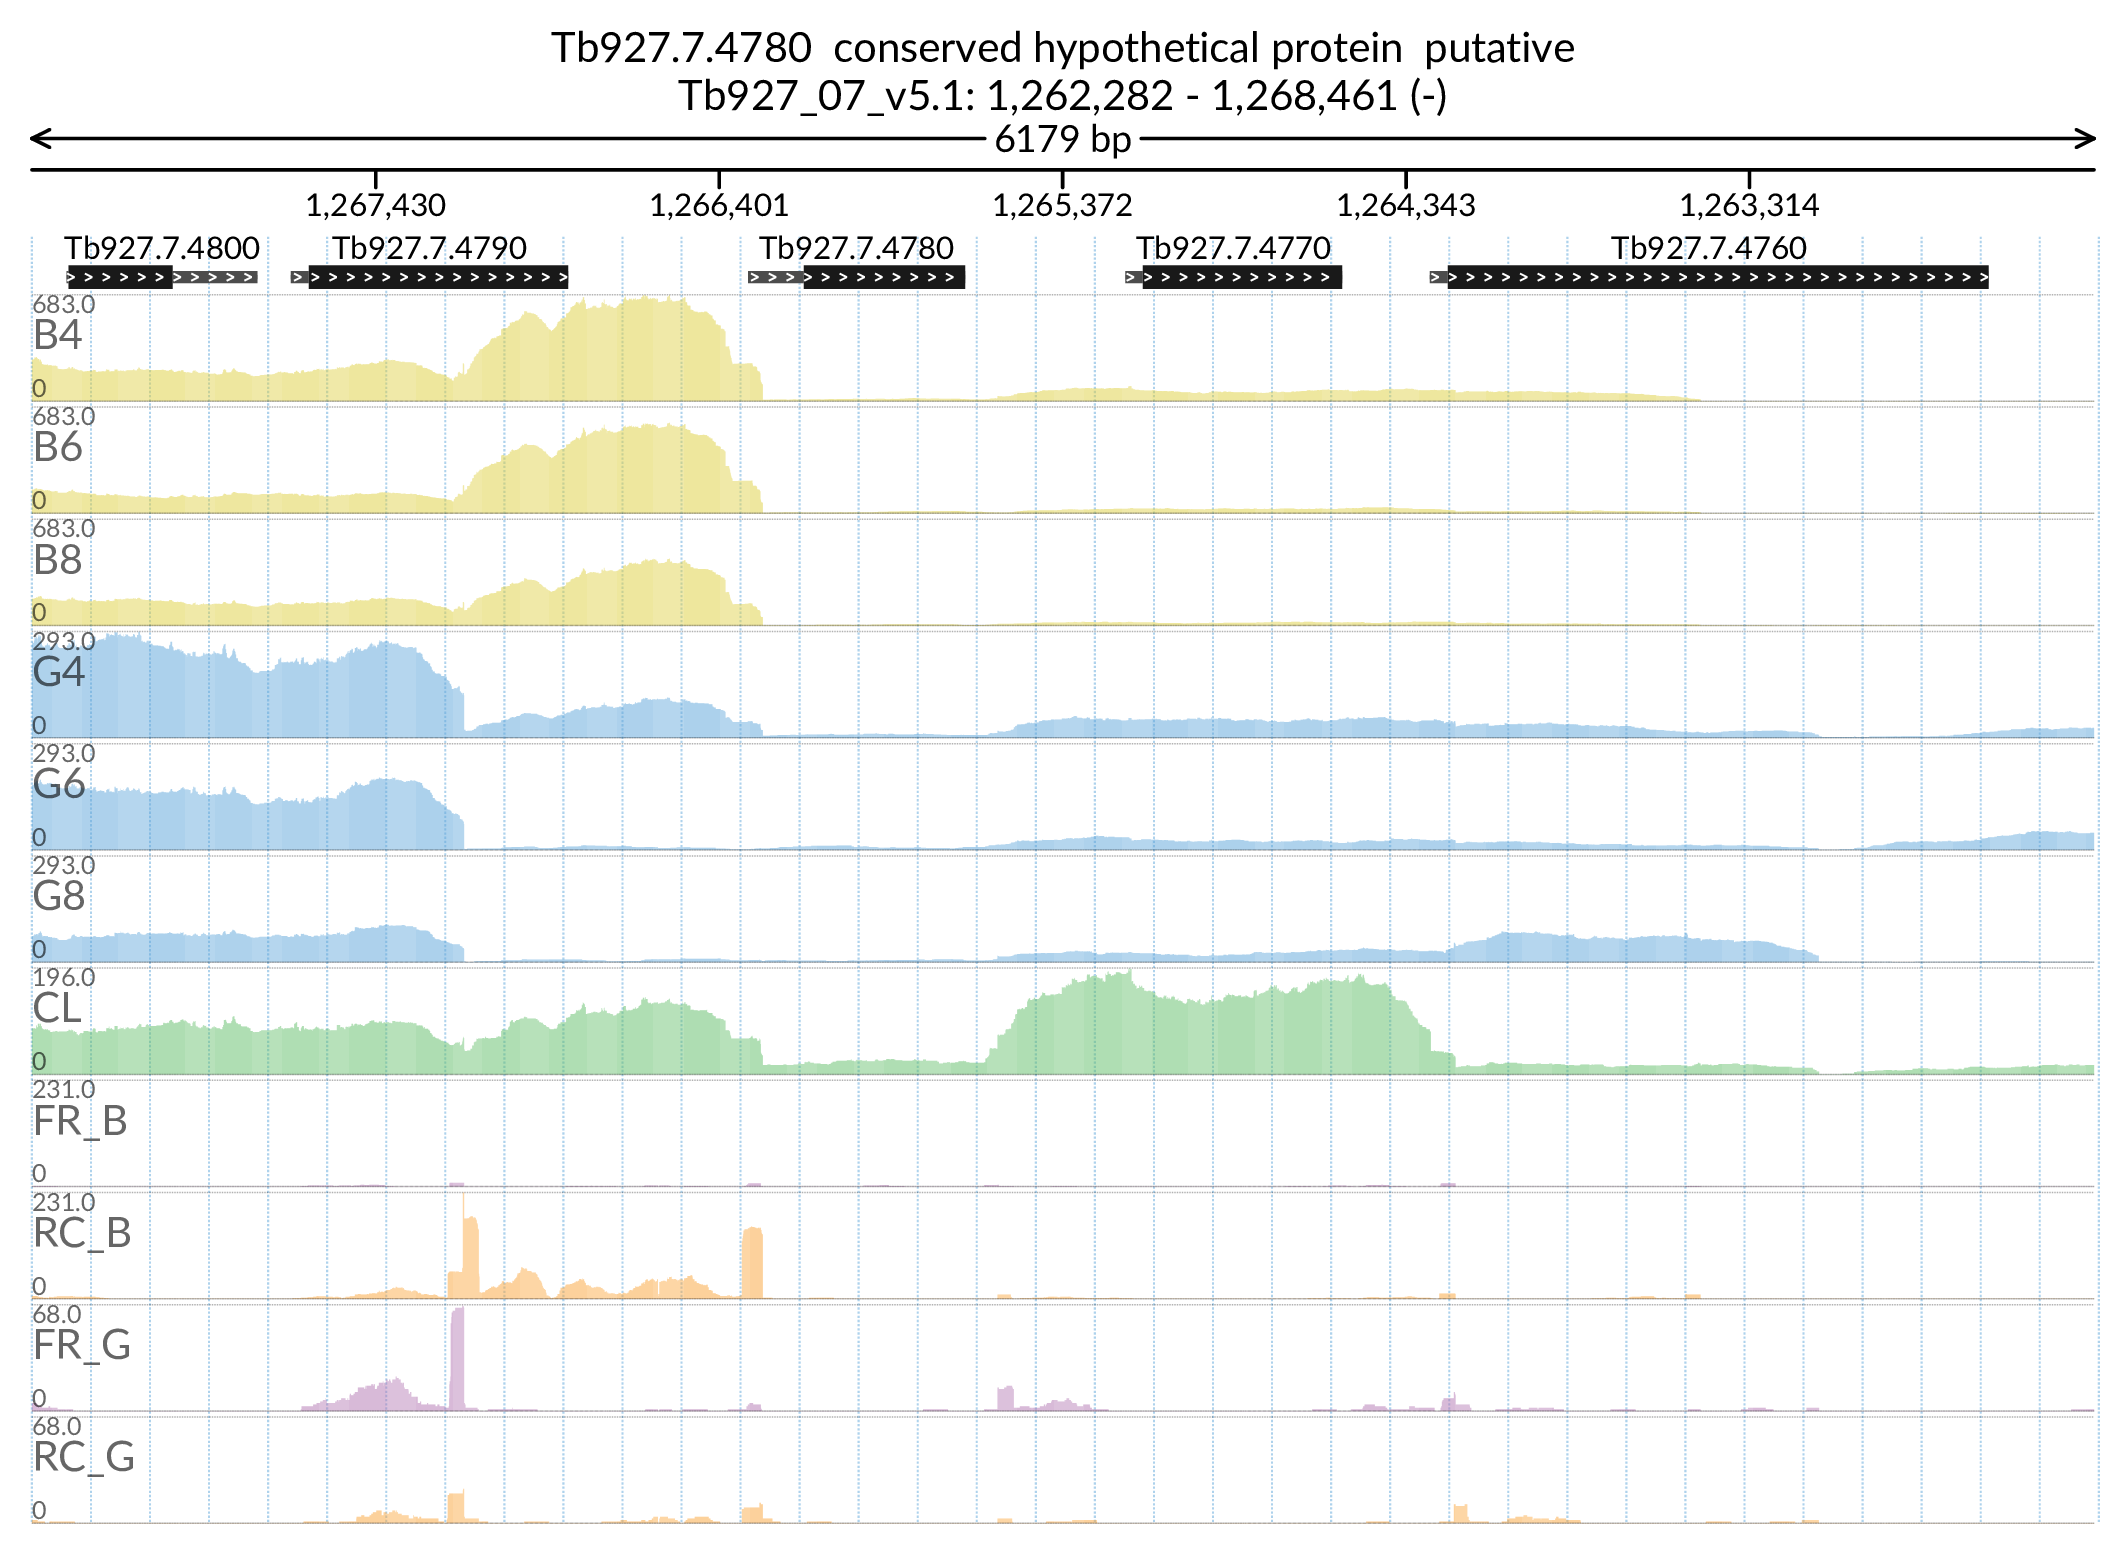 Tb927.7.4780  conserved hypothetical protein  putative
Tb927_07_v5.1: 1,262,282 - 1,268,461 (-)
6179 bp
1,267,430 1,266,401 1,265,372 1,264,343 1,263,314
Tb927.7.4800 Tb927.7.4790 Tb927.7.4780 Tb927.7.4770 Tb927.7.4760
683.0
B4
0
683.0
B6
0
683.0
B8
0
293.0
G4
0
293.0
G6
0
293.0
G8
0
196.0
CL
0
231.0
FR_B
0
231.0
RC_B
0
68.0
FR_G
0
68.0
RC_G
0